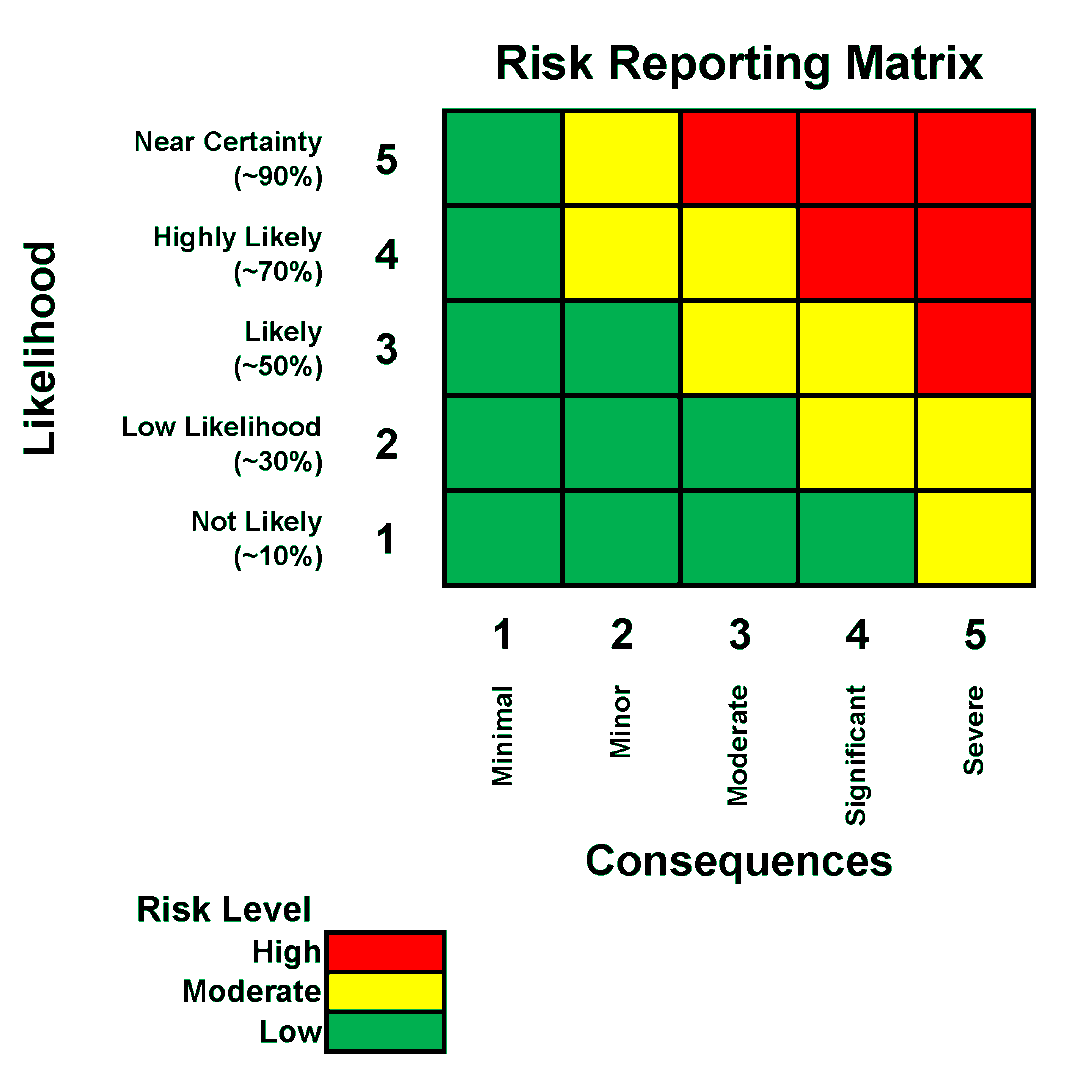 Risk Reporting Matrix
Likelihood
Near Certainty
(~90%)
5
Highly Likely
(~70%)
4
Likely
(~50%)
3
Low Likelihood
(~30%)
2
Not Likely
(~10%)
1
1
2
3
4
5
Minimal
Minor
Moderate
Significant
Severe
Consequences
Risk Level
High
Moderate
Low